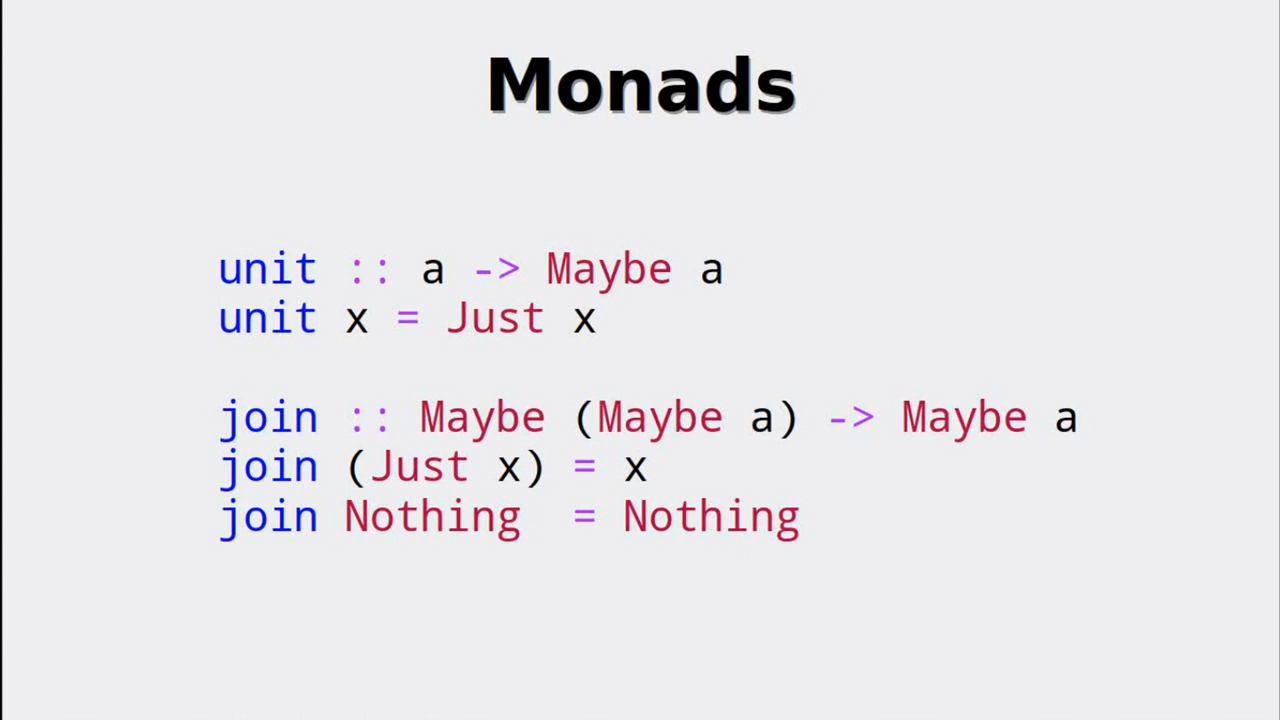 Monads
unit :: a -> Maybe a
unit x = Just x
join :: Maybe (Maybe a) -> Maybe a
join (Just x) = x
join Nothing  = Nothing